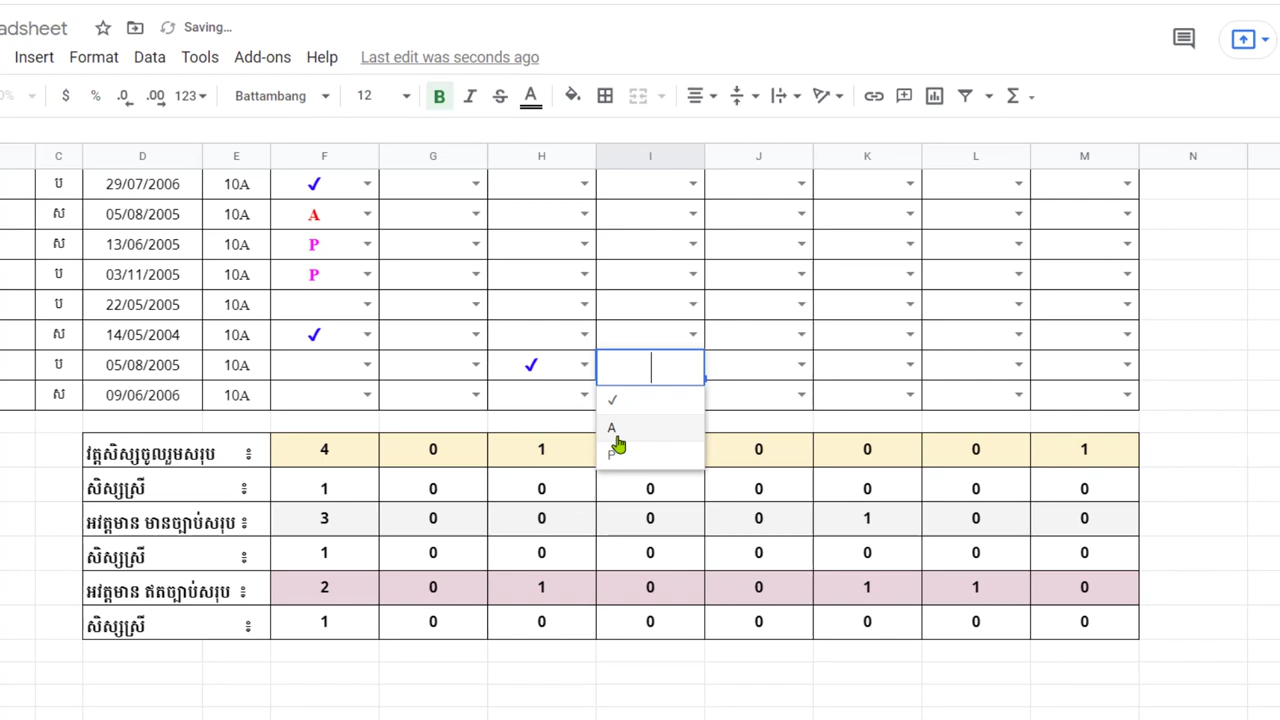 adsheet Saving...
Insert Format Data Tools Add-ons Help Last edit was seconds ago
0% $ % .0 .00 123 Battambang 12 B I S A Σ
C D E F G H I J K L M N
ប 29/07/2006 10A ✓
ស 05/08/2005 10A A
ស 13/06/2005 10A P
ប 03/11/2005 10A P
ប 22/05/2005 10A
ស 14/05/2004 10A ✓
ប 05/08/2005 10A ✓
ស 09/06/2006 10A
✓
A
P
វត្តសិស្សចូលរួមសរុប ៖ 4 0 1 0 0 0 1
សិស្សស្រី ៖ 1 0 0 0 0 0 0 0
អវត្តមាន មានច្បាប់សរុប ៖ 3 0 0 0 0 1 0 0
សិស្សស្រី ៖ 1 0 0 0 0 0 0 0
អវត្តមាន ឥតច្បាប់សរុប ៖ 2 0 1 0 0 1 1 0
សិស្សស្រី ៖ 1 0 0 0 0 0 0 0